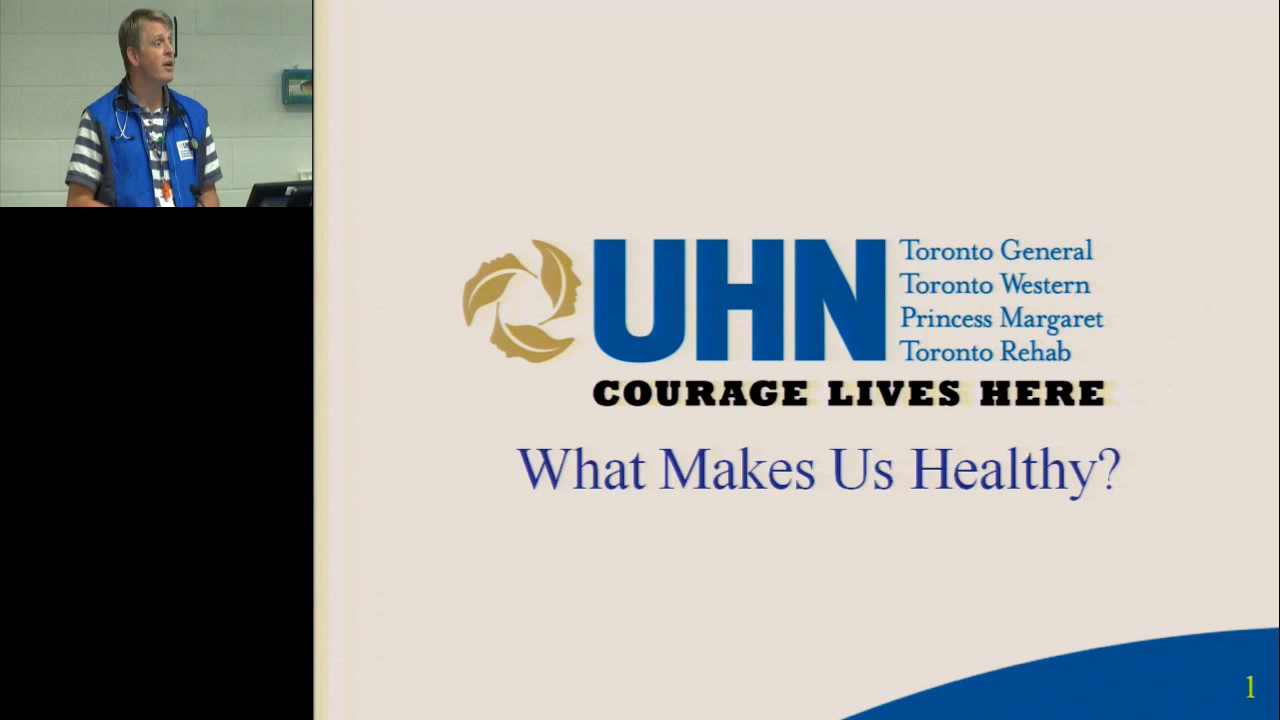 UHN
Toronto General
Toronto Western
Princess Margaret
Toronto Rehab
COURAGE LIVES HERE
What Makes Us Healthy?
1